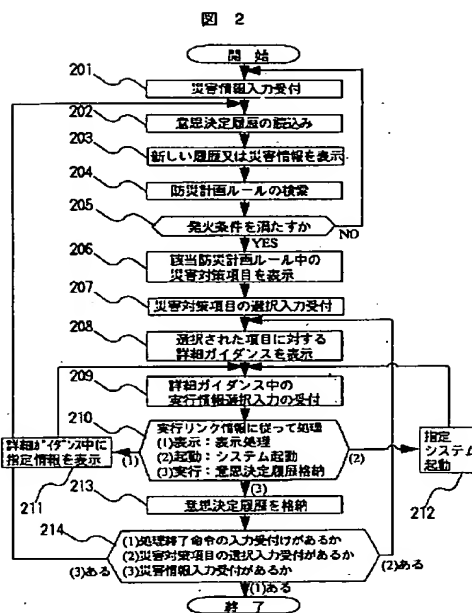 図 2
開 始
201
災害情報入力受付
202
意思決定履歴の読込み
203
新しい履歴又は災害情報を表示
204
防災計画ルールの検索
205
発火条件を満たすか
NO
YES
206
該当防災計画ルール中の
災害対策項目を表示
207
災害対策項目の選択入力受付
208
選択された項目に対する
詳細ガイダンスを表示
209
詳細ガイダンス中の
実行情報選択入力の受付
210
実行リンク情報に従って処理
(1)表示:表示処理
(2)起動:システム起動
(3)実行:意思決定履歴格納
(1)
(2)
(3)
詳細ガイダンス中に
指定情報を表示
211
指定
システム
起動
212
213
意思決定履歴を格納
214
(1)処理終了命令の入力受付けがあるか
(2)災害対策項目の選択入力受付があるか
(3)災害情報入力受付があるか
(3)ある
(2)ある
(1)ある
終 了